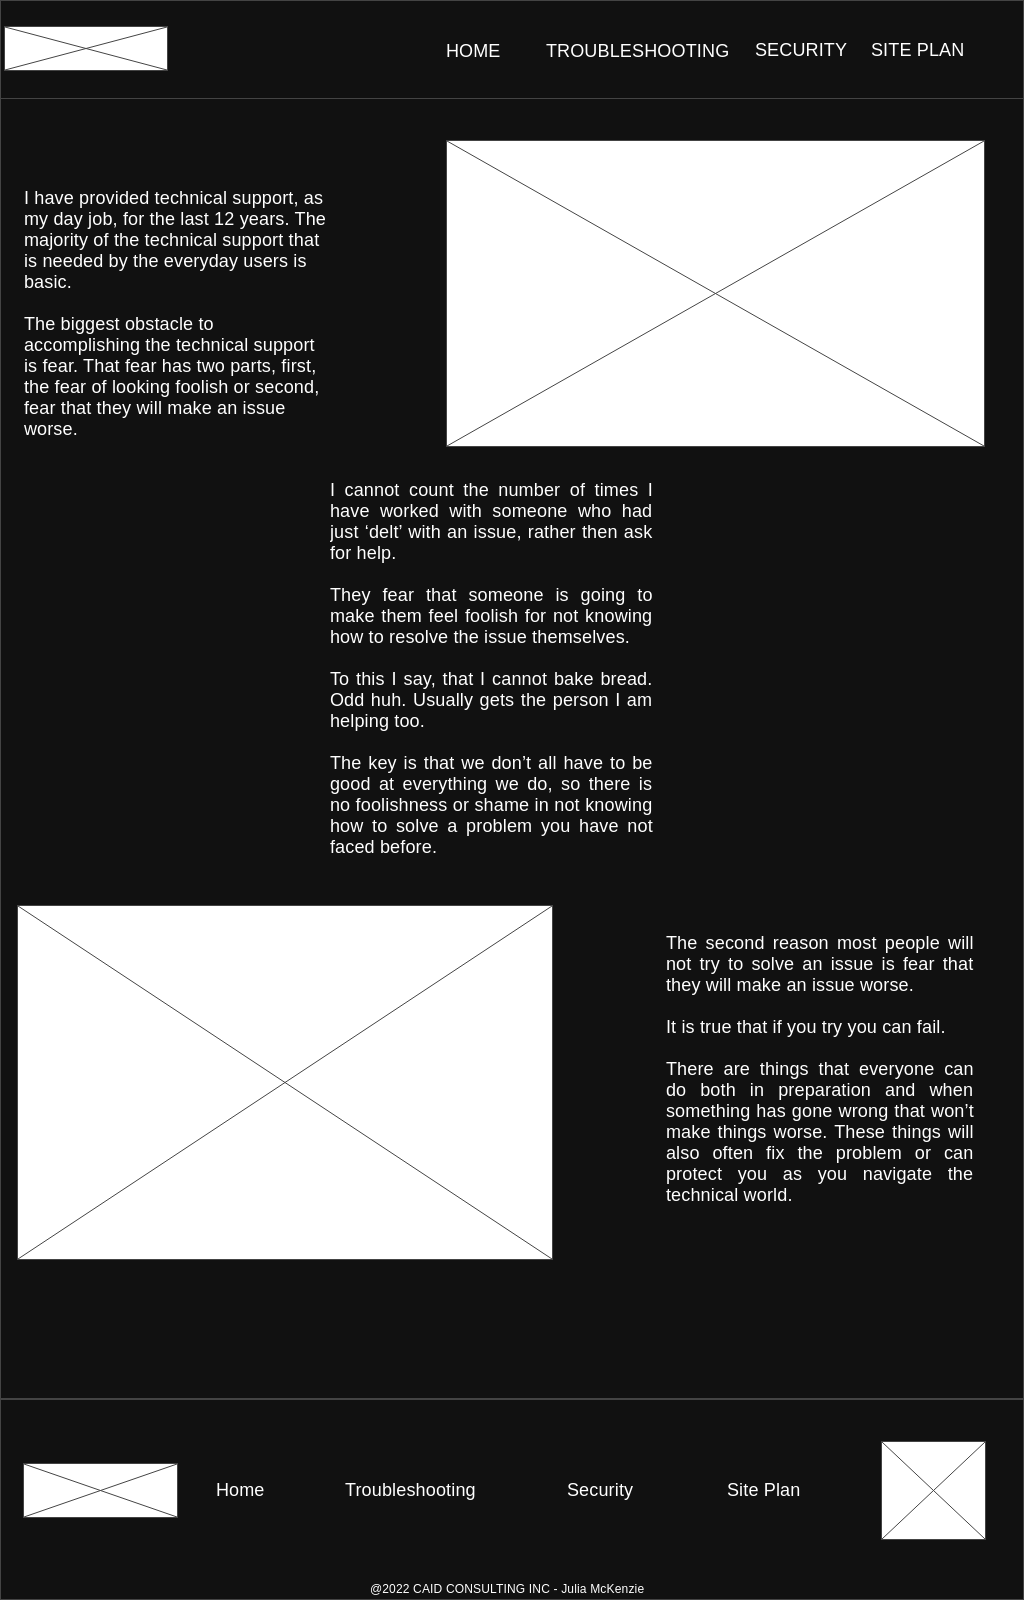 HOME TROUBLESHOOTING SECURITY SITE PLAN
I have provided technical support, as
my day job, for the last 12 years. The
majority of the technical support that
is needed by the everyday users is
basic.
The biggest obstacle to
accomplishing the technical support
is fear. That fear has two parts, first,
the fear of looking foolish or second,
fear that they will make an issue
worse.
I cannot count the number of times I
have worked with someone who had
just ‘delt’ with an issue, rather then ask
for help.
They fear that someone is going to
make them feel foolish for not knowing
how to resolve the issue themselves.
To this I say, that I cannot bake bread.
Odd huh. Usually gets the person I am
helping too.
The key is that we don’t all have to be
good at everything we do, so there is
no foolishness or shame in not knowing
how to solve a problem you have not
faced before.
The second reason most people will
not try to solve an issue is fear that
they will make an issue worse.
It is true that if you try you can fail.
There are things that everyone can
do both in preparation and when
something has gone wrong that won’t
make things worse. These things will
also often fix the problem or can
protect you as you navigate the
technical world.
Home Troubleshooting Security Site Plan
@2022 CAID CONSULTING INC - Julia McKenzie